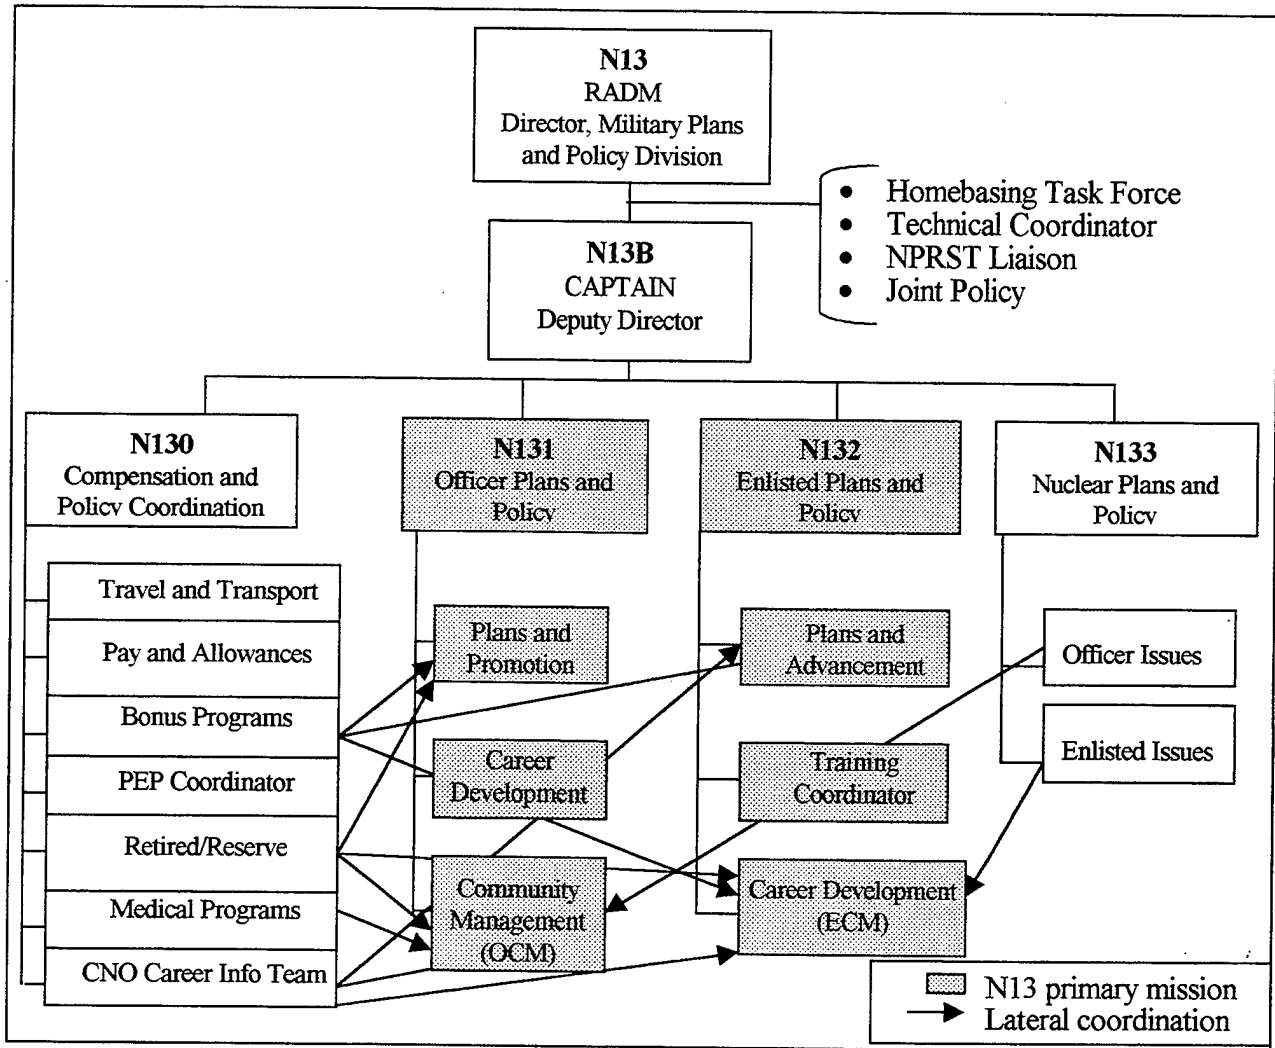 N13
RADM
Director, Military Plans
and Policy Division
• Homebasing Task Force
• Technical Coordinator
• NPRST Liaison
• Joint Policy
N13B
CAPTAIN
Deputy Director
N130
Compensation and
Policy Coordination
N131
Officer Plans and
Policy
N132
Enlisted Plans and
Policy
N133
Nuclear Plans and
Policy
Travel and Transport
Pay and Allowances
Bonus Programs
PEP Coordinator
Retired/Reserve
Medical Programs
CNO Career Info Team
Plans and
Promotion
Career
Development
Community
Management
(OCM)
Plans and
Advancement
Training
Coordinator
Career Development
(ECM)
Officer Issues
Enlisted Issues
N13 primary mission
Lateral coordination